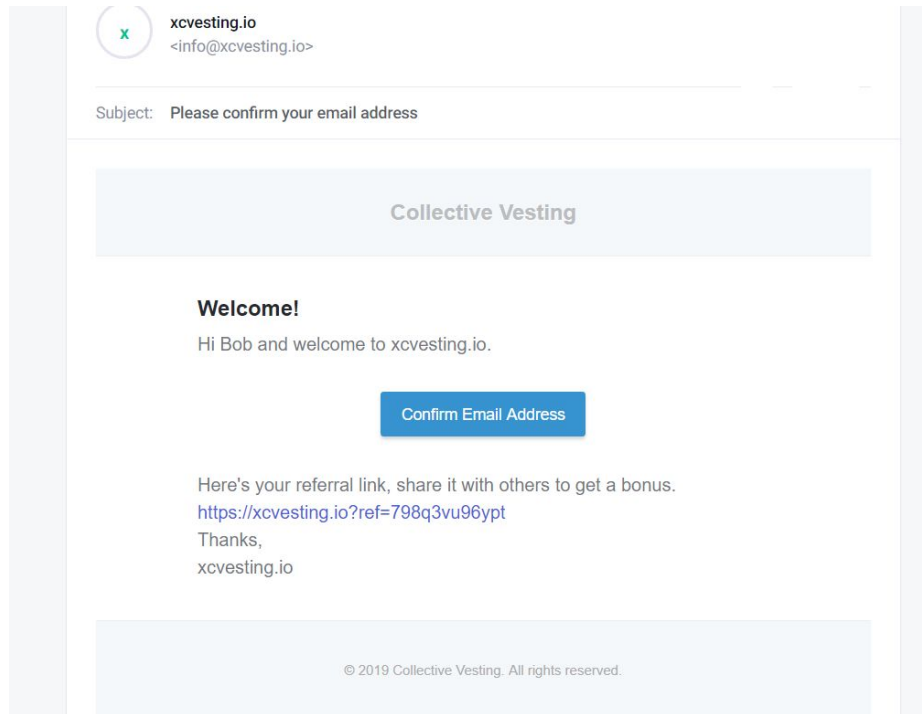 x
xcvesting.io
<info@xcvesting.io>
Subject: Please confirm your email address
Collective Vesting
Welcome!
Hi Bob and welcome to xcvesting.io.
Confirm Email Address
Here's your referral link, share it with others to get a bonus.
https://xcvesting.io?ref=798q3vu96ypt
Thanks,
xcvesting.io
© 2019 Collective Vesting. All rights reserved.